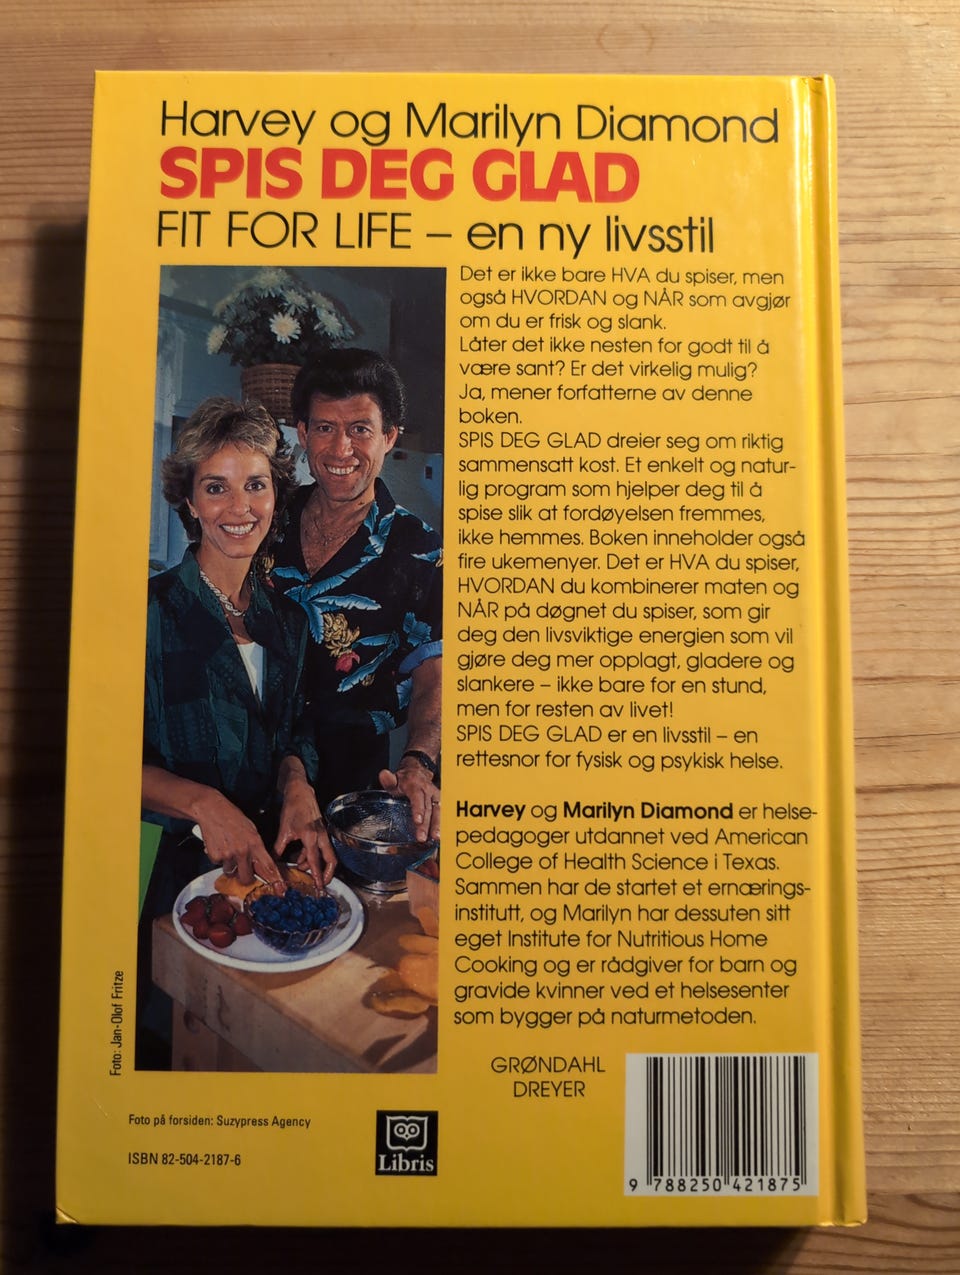 Harvey og Marilyn Diamond
SPIS DEG GLAD
FIT FOR LIFE – en ny livsstil
Det er ikke bare HVA du spiser, men
også HVORDAN og NÅR som avgjør
om du er frisk og slank.
Låter det ikke nesten for godt til å
være sant? Er det virkelig mulig?
Ja, mener forfatterne av denne
boken.
SPIS DEG GLAD dreier seg om riktig
sammensatt kost. Et enkelt og natur-
lig program som hjelper deg til å
spise slik at fordøyelsen fremmes,
ikke hemmes. Boken inneholder også
fire ukemenyer. Det er HVA du spiser,
HVORDAN du kombinerer maten og
NÅR på døgnet du spiser, som gir
deg den livsviktige energien som vil
gjøre deg mer opplagt, gladere og
slankere – ikke bare for en stund,
men for resten av livet!
SPIS DEG GLAD er en livsstil – en
rettesnor for fysisk og psykisk helse.
Harvey og Marilyn Diamond er helse-
pedagoger utdannet ved American
College of Health Science i Texas.
Sammen har de startet et ernærings-
institutt, og Marilyn har dessuten sitt
eget Institute for Nutritious Home
Cooking og er rådgiver for barn og
gravide kvinner ved et helsesenter
som bygger på naturmetoden.
Foto: Jan-Olof Fritze
GRØNDAHL
DREYER
Foto på forsiden: Suzypress Agency
ISBN 82-504-2187-6
Libris
9 788250 421875